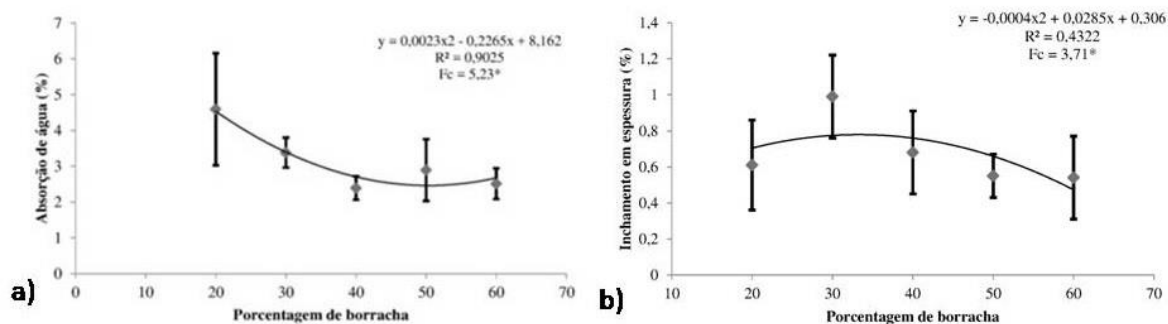 y = 0,0023x2 - 0,2265x + 8,162
R² = 0,9025
Fc = 5,23*
Absorção de água (%)
7
6
5
4
3
2
1
0
0 10 20 30 40 50 60 70
Porcentagem de borracha
a)
y = -0,0004x2 + 0,0285x + 0,306
R² = 0,4322
Fc = 3,71*
Inchamento em espessura (%)
1,4
1,2
1
0,8
0,6
0,4
0,2
0
10 20 30 40 50 60 70
Porcentagem de borracha
b)